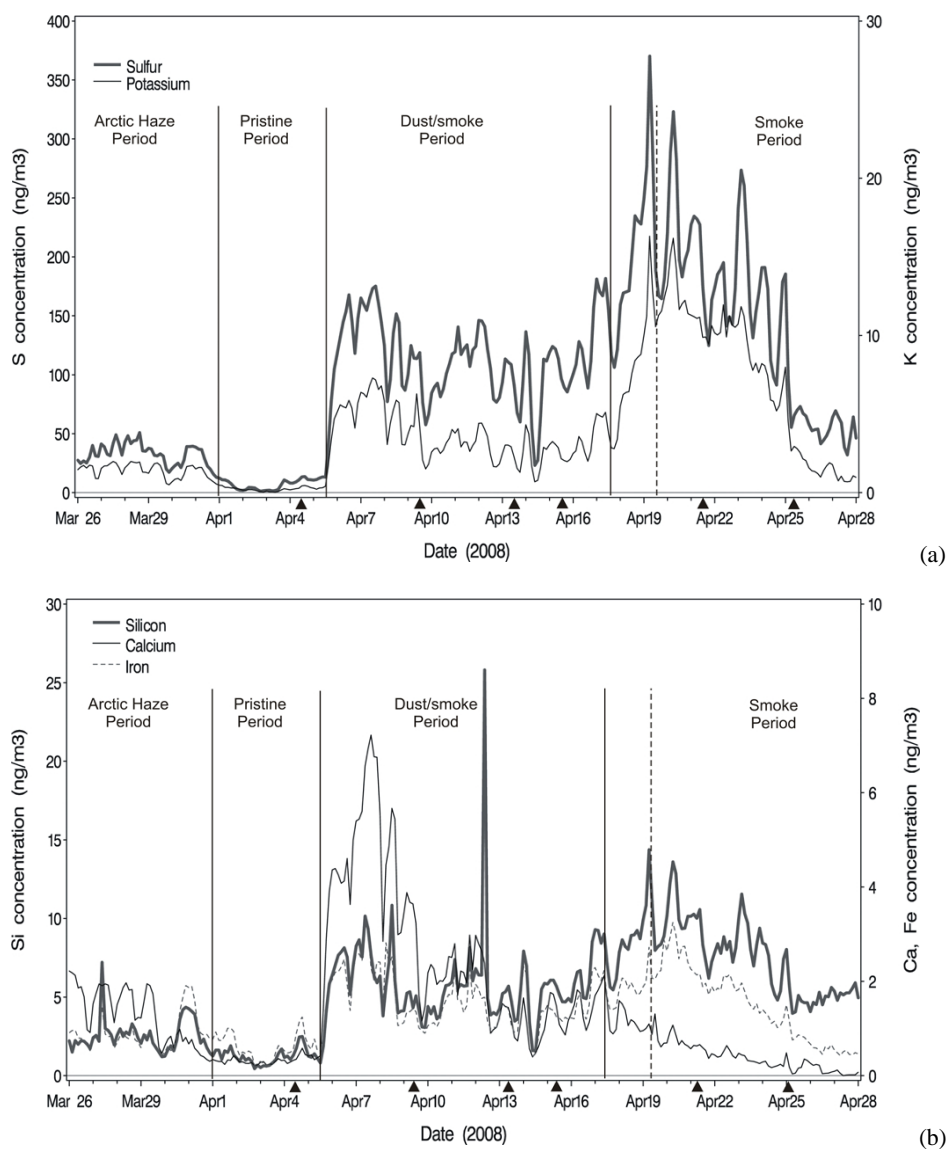 400
350
300
250
200
150
100
50
0
S concentration (ng/m3)
Sulfur
Potassium
Arctic Haze
Period
Pristine
Period
Dust/smoke
Period
Smoke
Period
30
20
10
0
K concentration (ng/m3)
Mar 26 Mar29 Apr1 Apr4 Apr7 Apr10 Apr13 Apr16 Apr19 Apr22 Apr25 Apr28
Date (2008)
(a)
30
25
20
15
10
5
0
Si concentration (ng/m3)
Silicon
Calcium
Iron
Arctic Haze
Period
Pristine
Period
Dust/smoke
Period
Smoke
Period
10
8
6
4
2
0
Ca, Fe concentration (ng/m3)
Mar 26 Mar29 Apr1 Apr4 Apr7 Apr10 Apr13 Apr16 Apr19 Apr22 Apr25 Apr28
Date (2008)
(b)